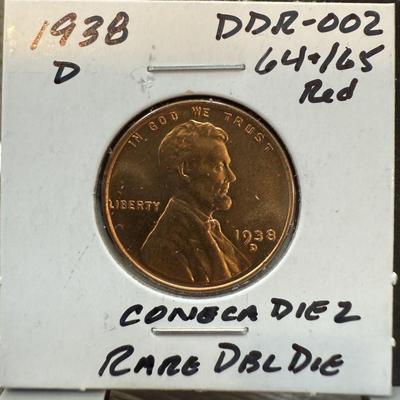 1938 DDR-002
D 64+/65
Red
IN GOD WE TRUST
LIBERTY 1938
D
CONECA DIE 2
RARE DBL DIE